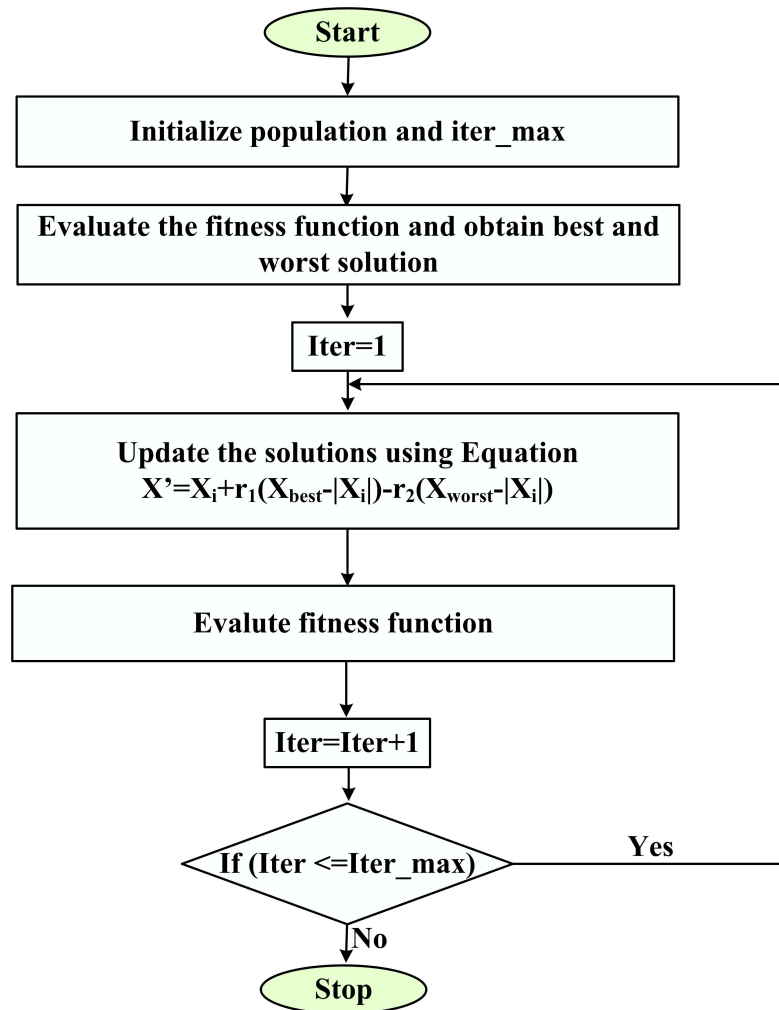 Start
Initialize population and iter_max
Evaluate the fitness function and obtain best and
worst solution
Iter=1
Update the solutions using Equation
X’=Xᵢ+r₁(X_best-|Xᵢ|)-r₂(X_worst-|Xᵢ|)
Evalute fitness function
Iter=Iter+1
If (Iter <=Iter_max)
Yes
No
Stop